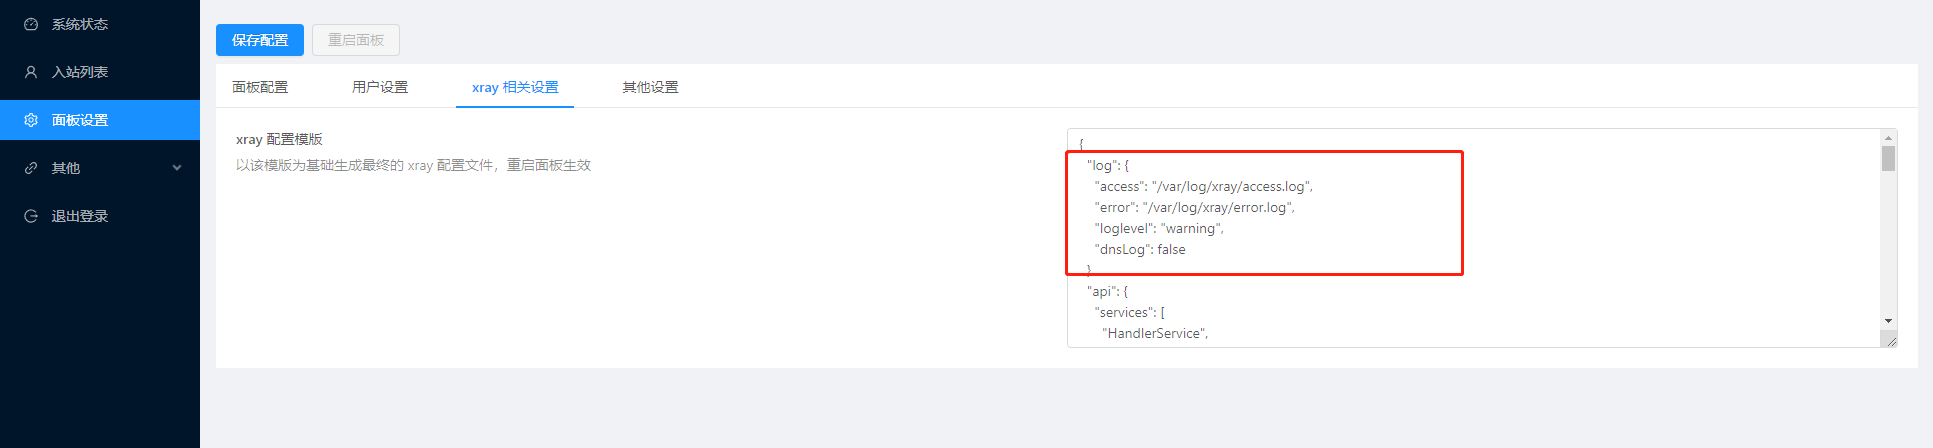 系统状态
入站列表
面板设置
其他
退出登录
保存配置
重启面板
面板配置
用户设置
xray 相关设置
其他设置
xray 配置模版
以该模版为基础生成最终的 xray 配置文件，重启面板生效
{
"log": {
"access": "/var/log/xray/access.log",
"error": "/var/log/xray/error.log",
"loglevel": "warning",
"dnsLog": false
}
"api": {
"services": [
"HandlerService",